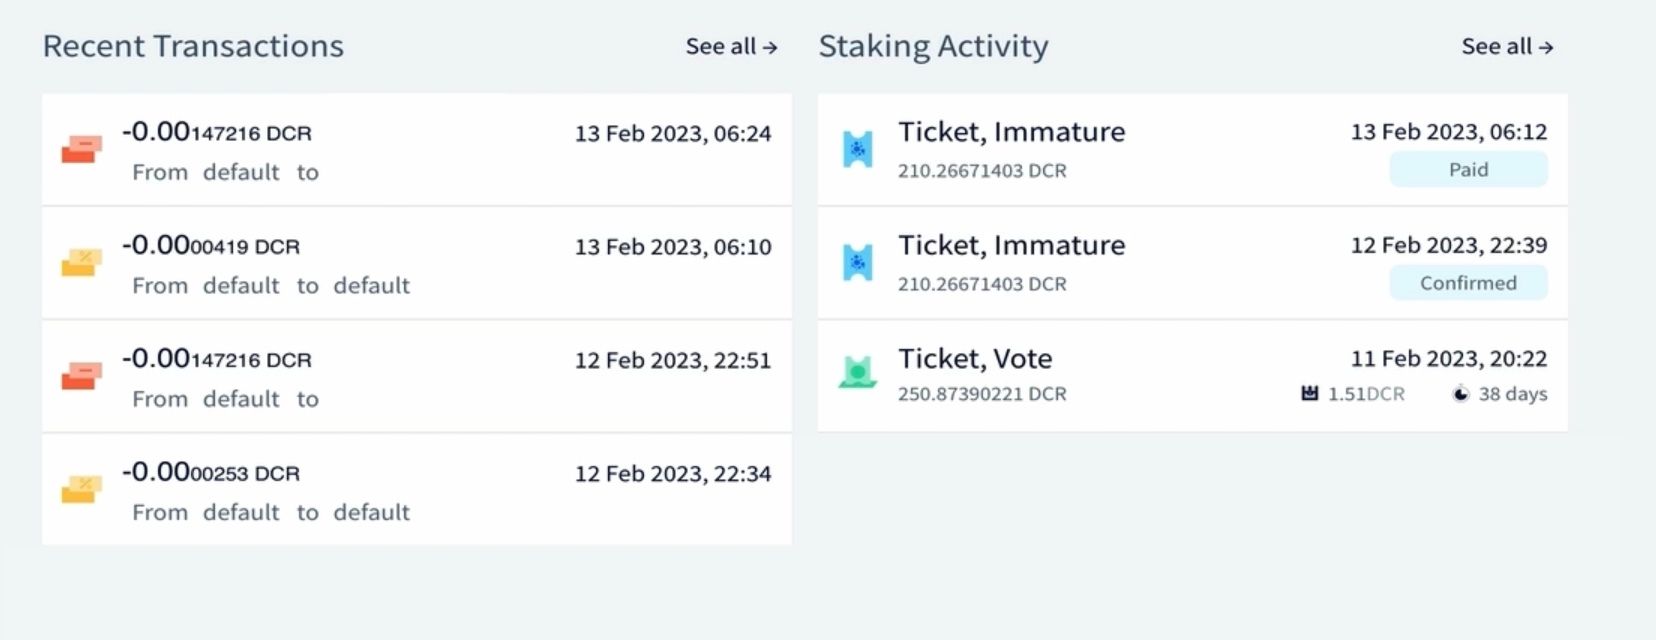 Recent Transactions
See all →
-0.00147216 DCR
13 Feb 2023, 06:24
From default to
-0.0000419 DCR
13 Feb 2023, 06:10
From default to default
-0.00147216 DCR
12 Feb 2023, 22:51
From default to
-0.0000253 DCR
12 Feb 2023, 22:34
From default to default
Staking Activity
See all →
Ticket, Immature
13 Feb 2023, 06:12
210.26671403 DCR
Paid
Ticket, Immature
12 Feb 2023, 22:39
210.26671403 DCR
Confirmed
Ticket, Vote
11 Feb 2023, 20:22
250.87390221 DCR
1.51DCR
38 days